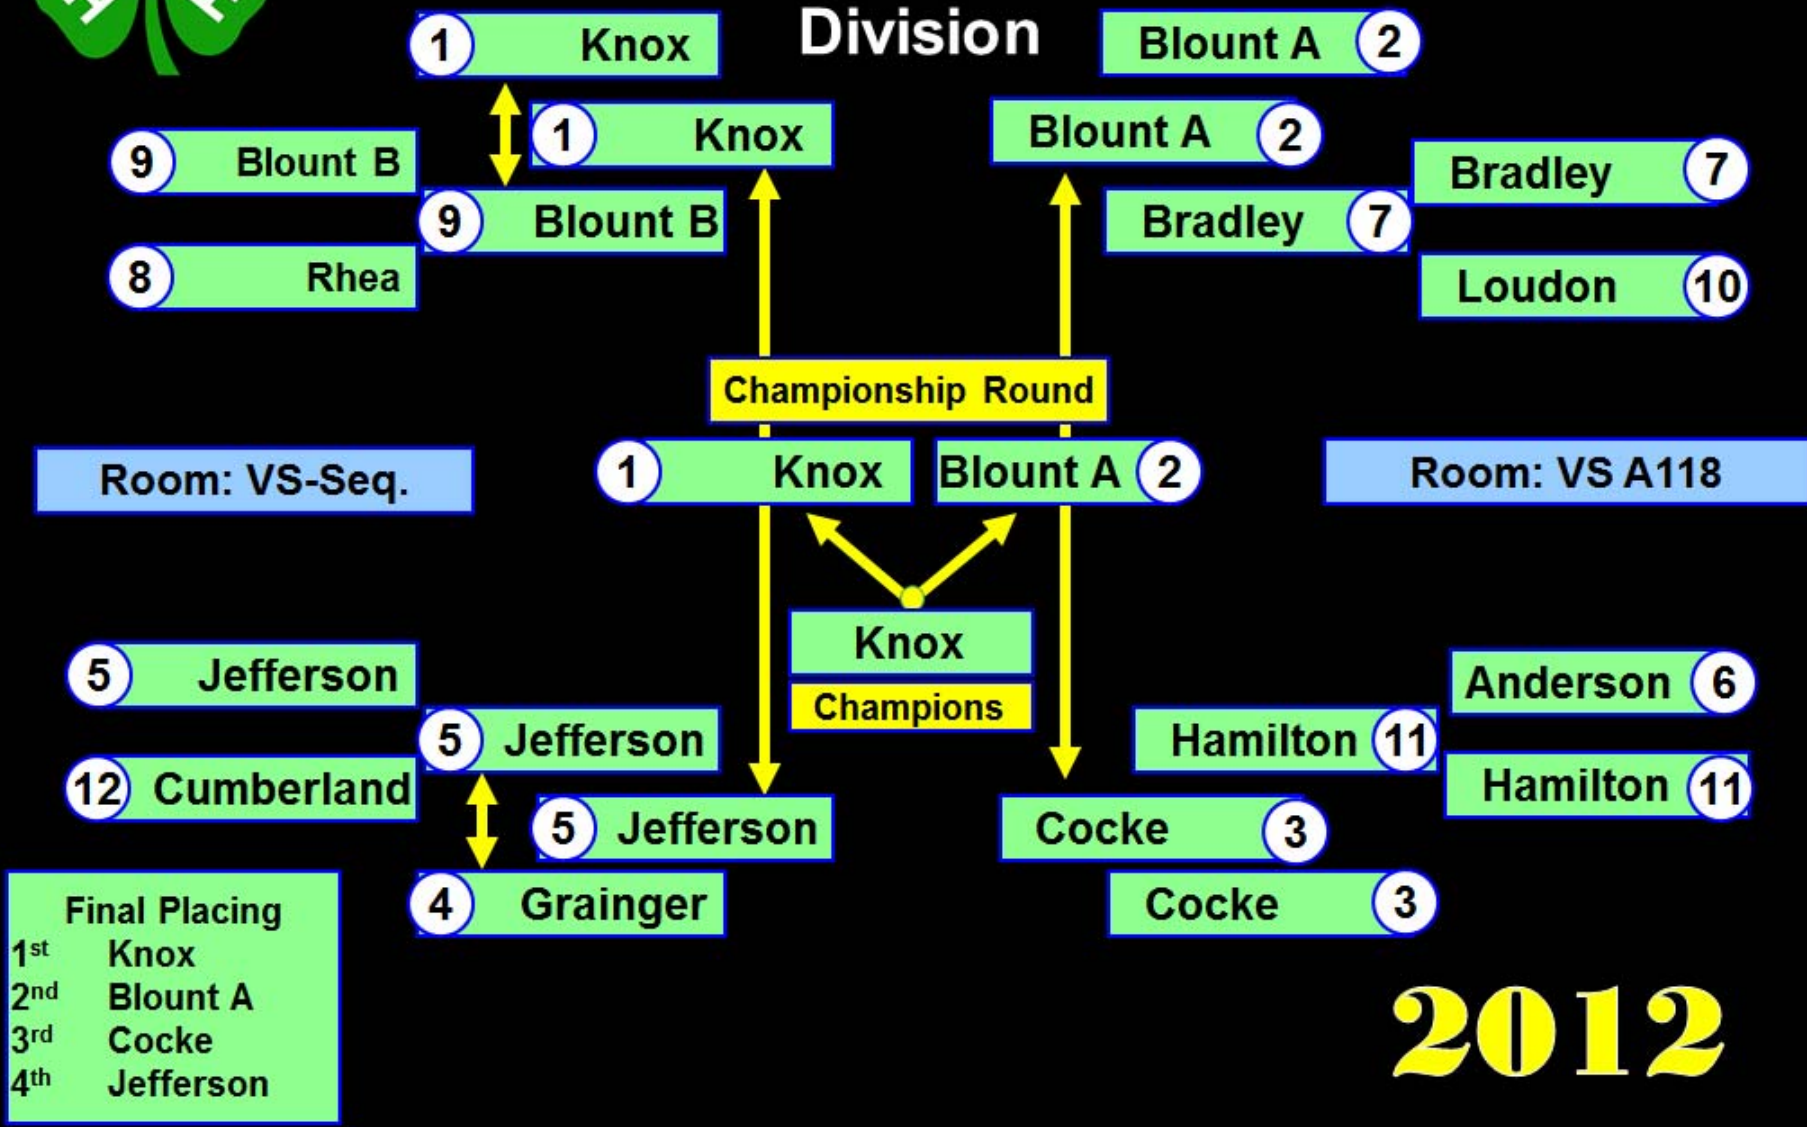 Division
1 Knox
Blount A 2
1 Knox
Blount A 2
9 Blount B
Bradley 7
9 Blount B
Bradley 7
8 Rhea
Loudon 10
Championship Round
1 Knox
Blount A 2
Room: VS-Seq.
Room: VS A118
Knox
Champions
5 Jefferson
Anderson 6
5 Jefferson
Hamilton 11
12 Cumberland
Hamilton 11
5 Jefferson
Cocke 3
4 Grainger
Cocke 3
Final Placing
1st Knox
2nd Blount A
3rd Cocke
4th Jefferson
2012